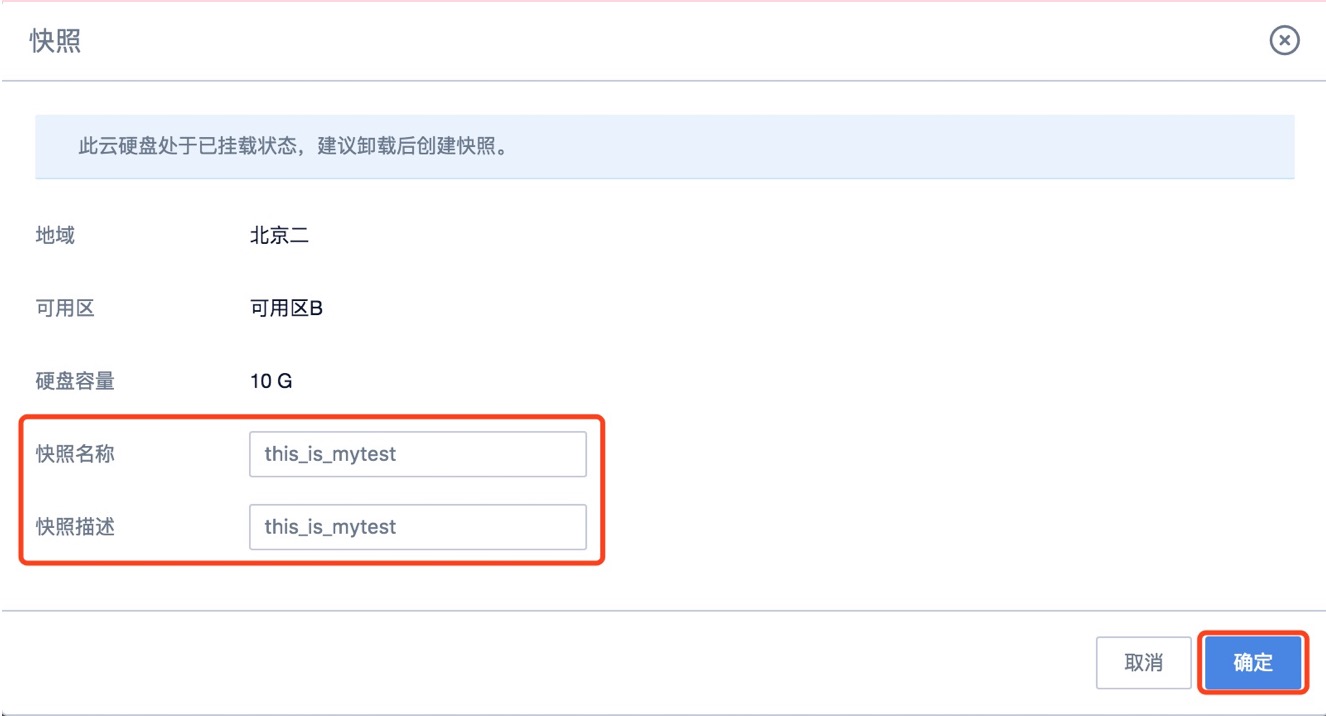 快照
此云硬盘处于已挂载状态，建议卸载后创建快照。
地域 北京二
可用区 可用区B
硬盘容量 10 G
快照名称 this_is_mytest
快照描述 this_is_mytest
取消 确定